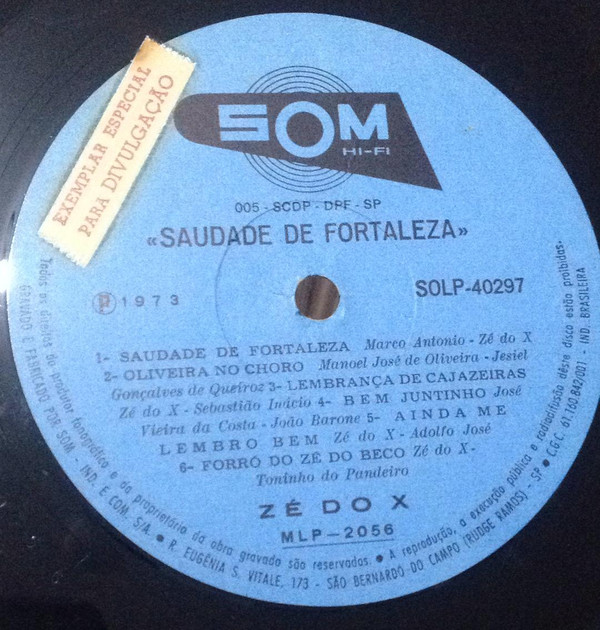 EXEMPLAR ESPECIAL
PARA DIVULGAÇÃO
SOM
HI-FI
005 - SCDP - DPF - SP
«SAUDADE DE FORTALEZA»
P 1973
SOLP-40297
1- SAUDADE DE FORTALEZA Marco Antonio - Zé do X
2- OLIVEIRA NO CHORO Manoel José de Oliveira - Jesiel
Gonçalves de Queiroz 3- LEMBRANÇA DE CAJAZEIRAS
Zé do X - Sebastião Inácio 4- BEM JUNTINHO José
Vieira da Costa - João Barone 5- AINDA ME
LEMBRO BEM Zé do X - Adolfo José
6- FORRÓ DO ZÉ DO BECO Zé do X -
Toninho do Pandeiro
ZÉ DO X
MLP-2056
Todos os direitos do produtor fonográfico e do proprietário da obra gravada são reservados. ● A reprodução, a execução pública e radiodifusão dêste disco estão proibidas.
GRAVADO E FABRICADO POR SOM - IND. E COM. S/A. ● R. EUGÊNIA S. VITALE, 173 - SÃO BERNARDO DO CAMPO (RUDGE RAMOS) - SP ● C.G.C. 61.160.842/001 - IND. BRASILEIRA